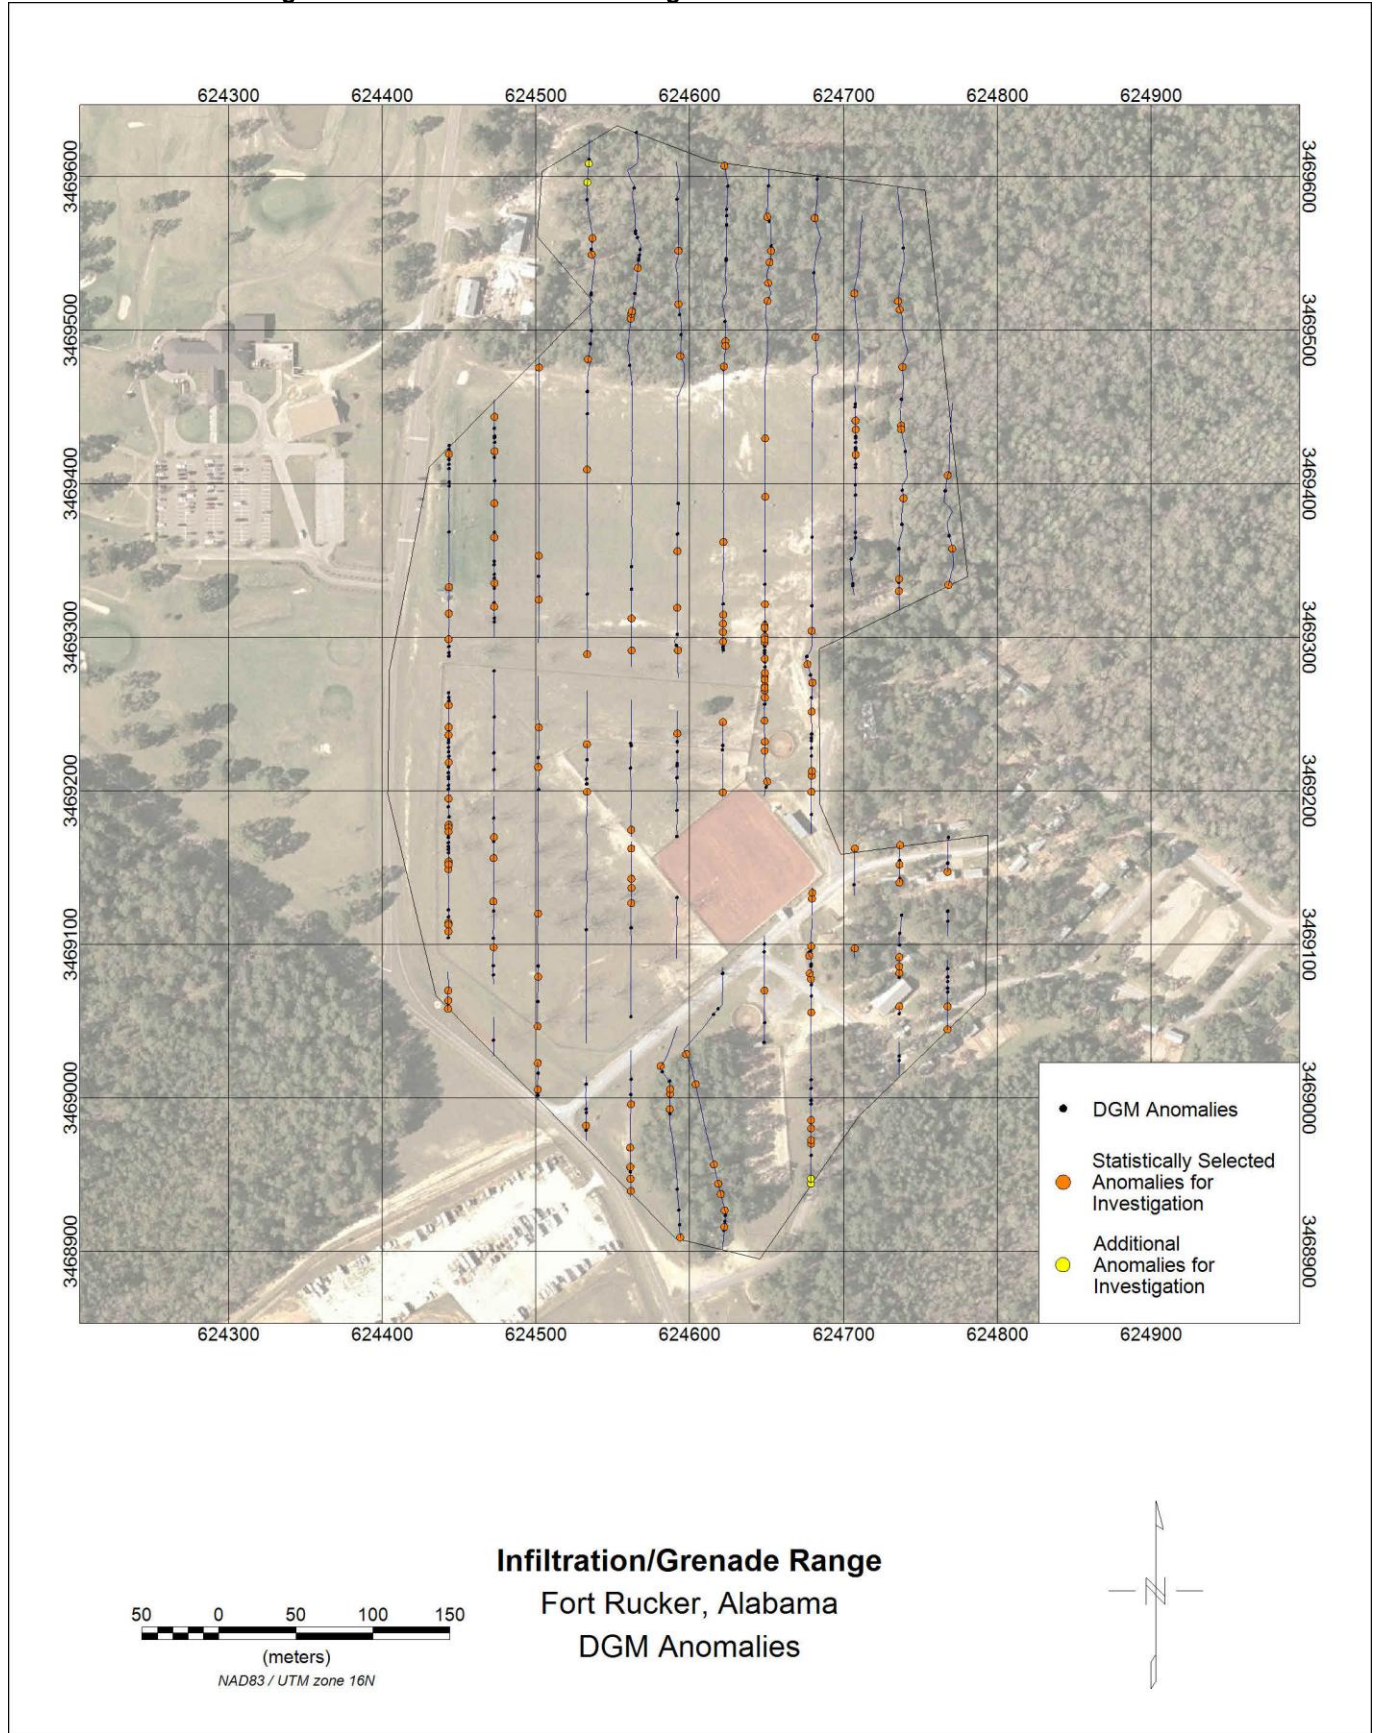 624300 624400 624500 624600 624700 624800 624900
3469600 3469600
3469500 3469500
3469400 3469400
3469300 3469300
3469200 3469200
3469100 3469100
3469000 3469000
3468900 3468900
DGM Anomalies
Statistically Selected
Anomalies for
Investigation
Additional
Anomalies for
Investigation
624300 624400 624500 624600 624700 624800 624900
Infiltration/Grenade Range
Fort Rucker, Alabama
DGM Anomalies
50 0 50 100 150
(meters)
NAD83 / UTM zone 16N
N